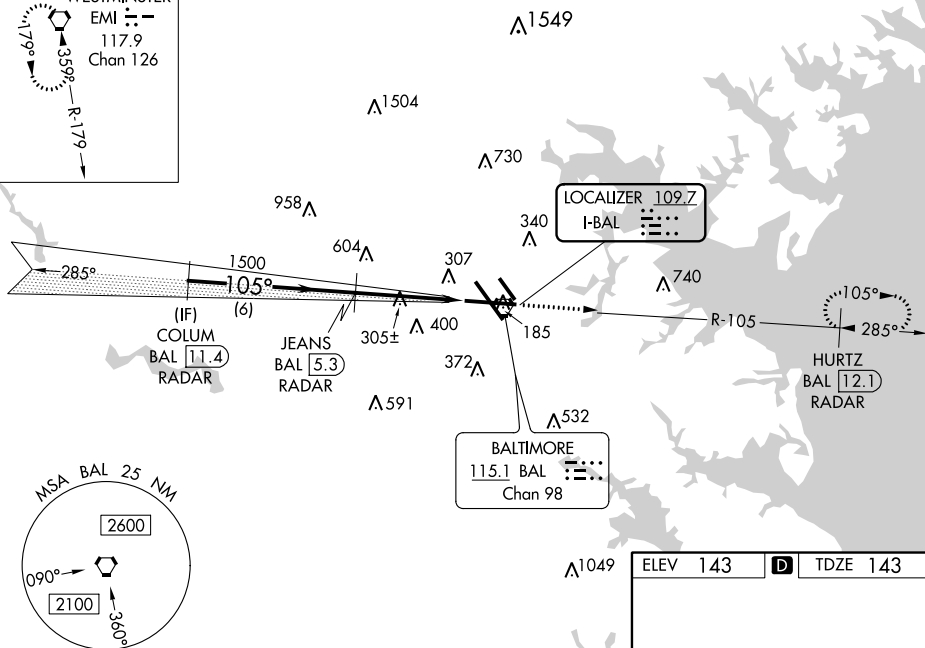 EMI
117.9
Chan 126
179°
359°
R-179
1549
1504
730
958
LOCALIZER 109.7
I-BAL
340
604
307
740
285°
1500
105°
(6)
105°
285°
R-105
(IF)
COLUM
BAL 11.4
RADAR
JEANS
BAL 5.3
RADAR
305±
400
185
372
HURTZ
BAL 12.1
RADAR
591
532
BALTIMORE
115.1 BAL
Chan 98
MSA BAL 25 NM
2600
090°
2100
360°
1049
ELEV 143 D TDZE 143